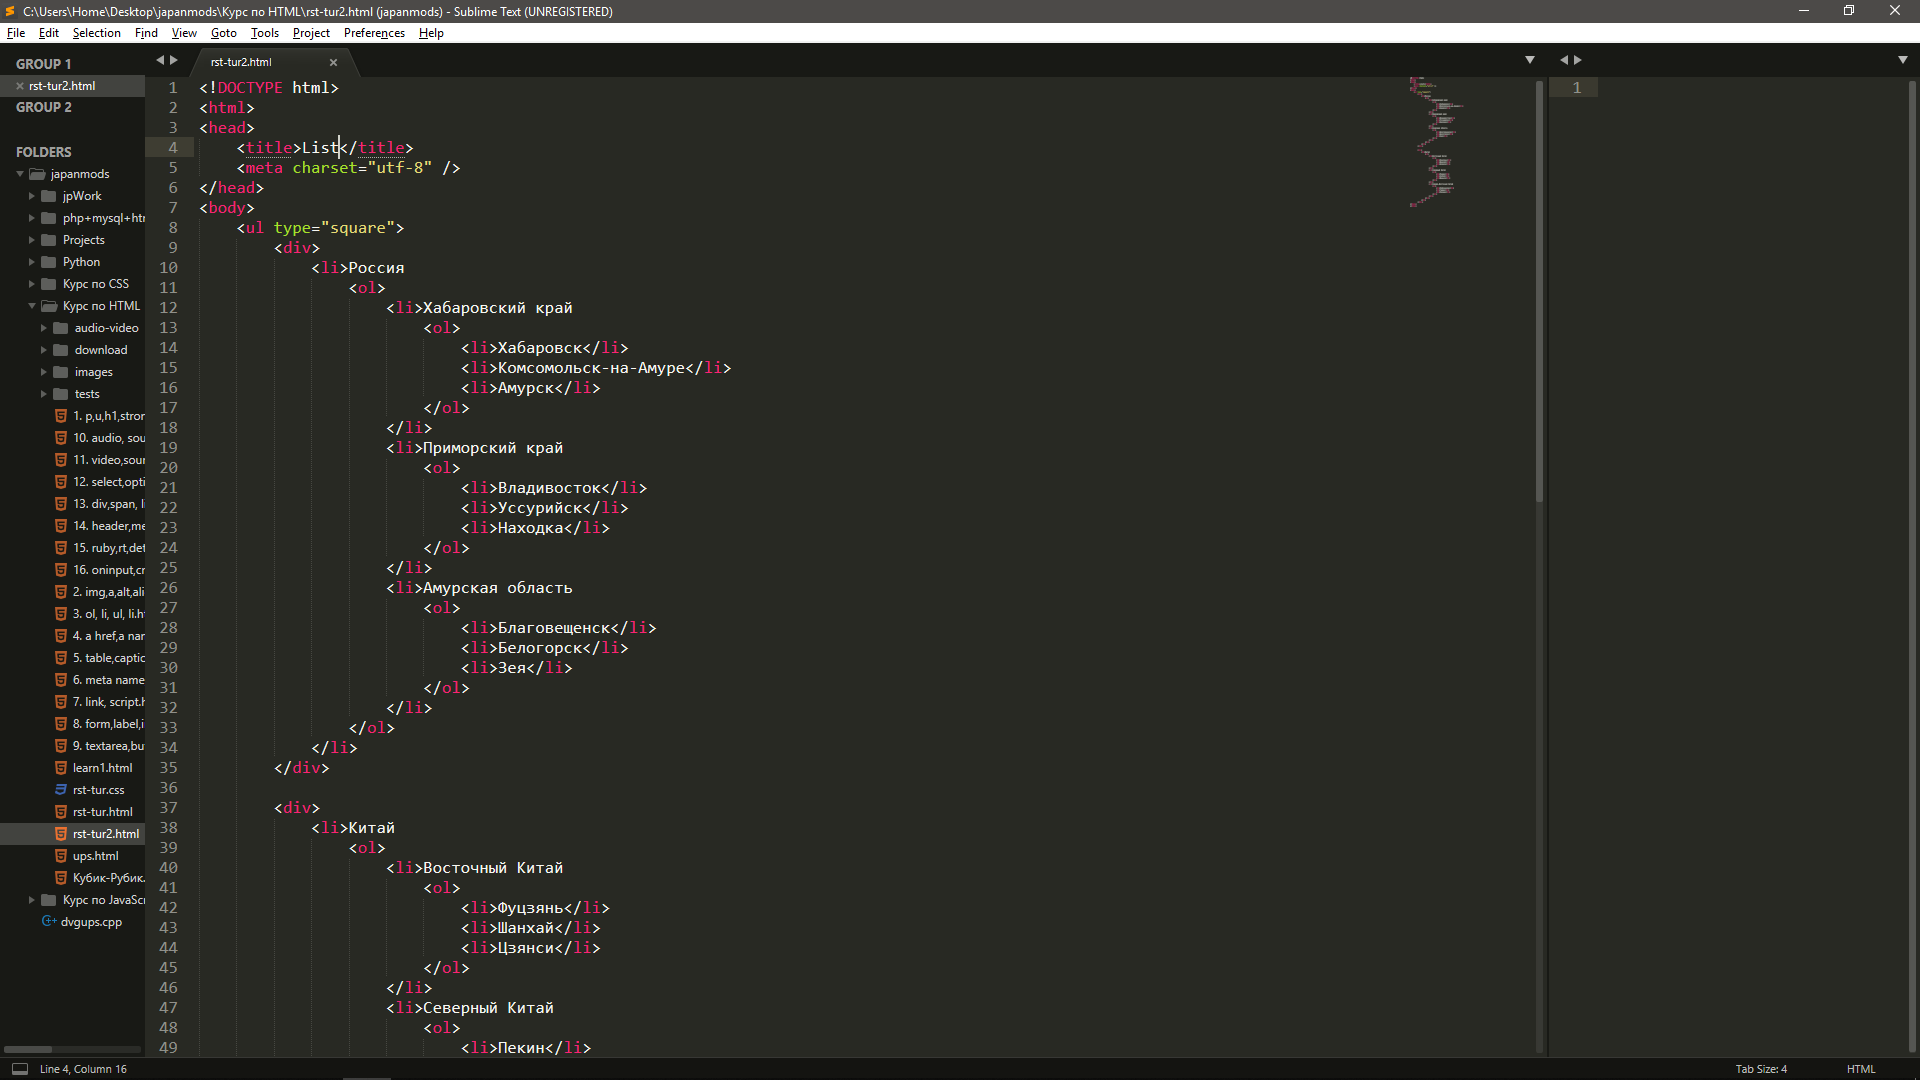 C:\Users\Home\Desktop\japanmods\Курс по HTML\rst-tur2.html (japanmods) - Sublime Text (UNREGISTERED)
File Edit Selection Find View Goto Tools Project Preferences Help
GROUP 1
rst-tur2.html
GROUP 2
FOLDERS
japanmods
jpWork
php+mysql+htr
Projects
Python
Курс по CSS
Курс по HTML
audio-video
download
images
tests
1. p,u,h1,stror
10. audio, sou
11. video,sour
12. select,opti
13. div,span, li
14. header,me
15. ruby,rt,det
16. oninput,cr
2. img,a,alt,ali
3. ol, li, ul, li.h
4. a href,a nar
5. table,captic
6. meta name
7. link, script.h
8. form,label,i
9. textarea,bu
learn1.html
rst-tur.css
rst-tur.html
rst-tur2.html
ups.html
Кубик-Рубик.
Курс по JavaScr
dvgups.cpp
rst-tur2.html
1 <!DOCTYPE html>
2 <html>
3 <head>
4 <title>List</title>
5 <meta charset="utf-8" />
6 </head>
7 <body>
8 <ul type="square">
9 <div>
10 <li>Россия
11 <ol>
12 <li>Хабаровский край
13 <ol>
14 <li>Хабаровск</li>
15 <li>Комсомольск-на-Амуре</li>
16 <li>Амурск</li>
17 </ol>
18 </li>
19 <li>Приморский край
20 <ol>
21 <li>Владивосток</li>
22 <li>Уссурийск</li>
23 <li>Находка</li>
24 </ol>
25 </li>
26 <li>Амурская область
27 <ol>
28 <li>Благовещенск</li>
29 <li>Белогорск</li>
30 <li>Зея</li>
31 </ol>
32 </li>
33 </ol>
34 </li>
35 </div>
36
37 <div>
38 <li>Китай
39 <ol>
40 <li>Восточный Китай
41 <ol>
42 <li>Фуцзянь</li>
43 <li>Шанхай</li>
44 <li>Цзянси</li>
45 </ol>
46 </li>
47 <li>Северный Китай
48 <ol>
49 <li>Пекин</li>
1
Line 4, Column 16
Tab Size: 4
HTML